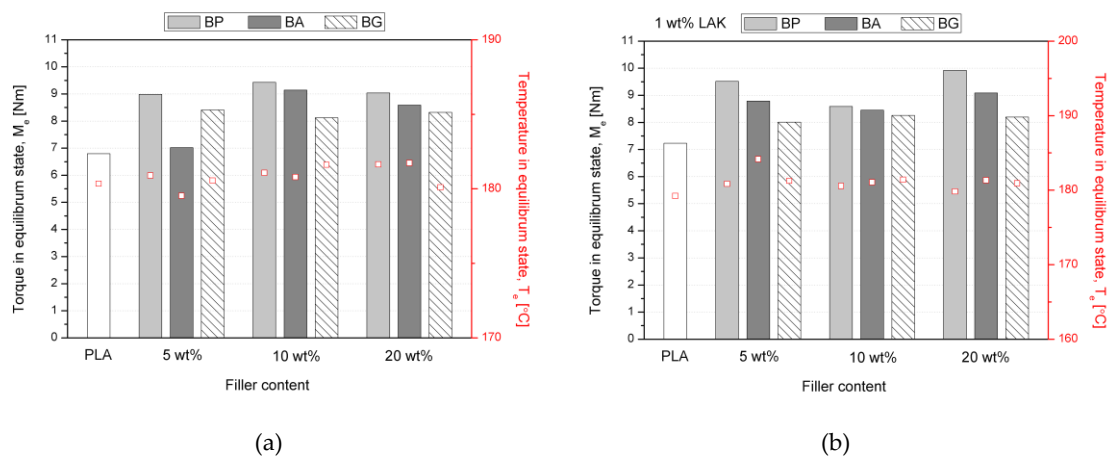 BP BA BG
11
10
9
8
7
6
5
4
3
2
1
0
Torque in equilibrum state, M_e [Nm]
190
180
170
Temperature in equilibrum state, T_e [°C]
PLA 5 wt% 10 wt% 20 wt%
Filler content
(a)
1 wt% LAK BP BA BG
11
10
9
8
7
6
5
4
3
2
1
0
Torque in equilibrum state, M_e [Nm]
200
190
180
170
160
Temperature in equilibrum state, T_e [°C]
PLA 5 wt% 10 wt% 20 wt%
Filler content
(b)